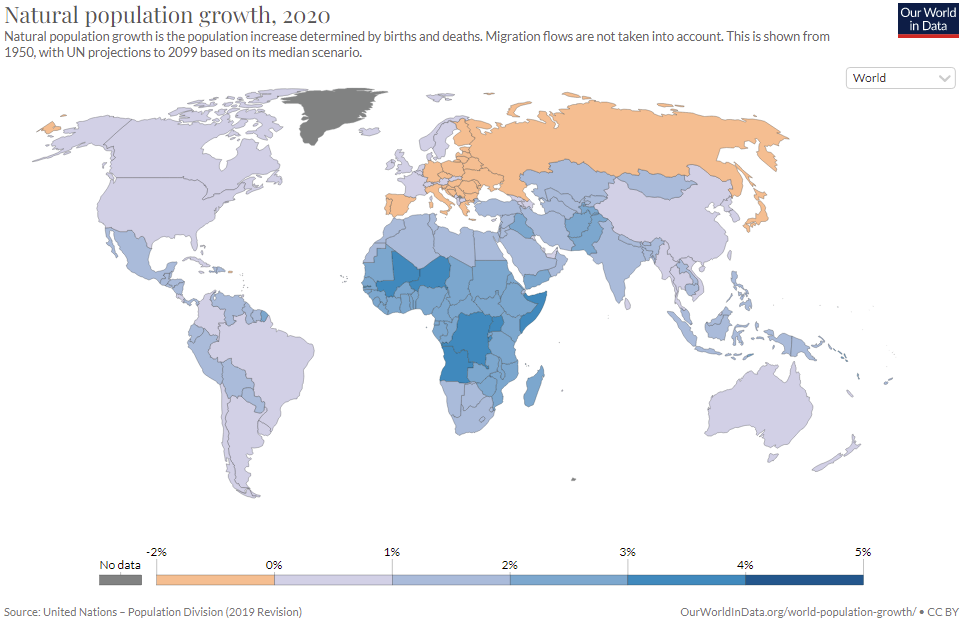 Natural population growth, 2020
Our World
in Data
Natural population growth is the population increase determined by births and deaths. Migration flows are not taken into account. This is shown from
1950, with UN projections to 2099 based on its median scenario.
World
-2%
1%
3%
5%
No data
0%
2%
4%
Source: United Nations – Population Division (2019 Revision)
OurWorldInData.org/world-population-growth/ • CC BY